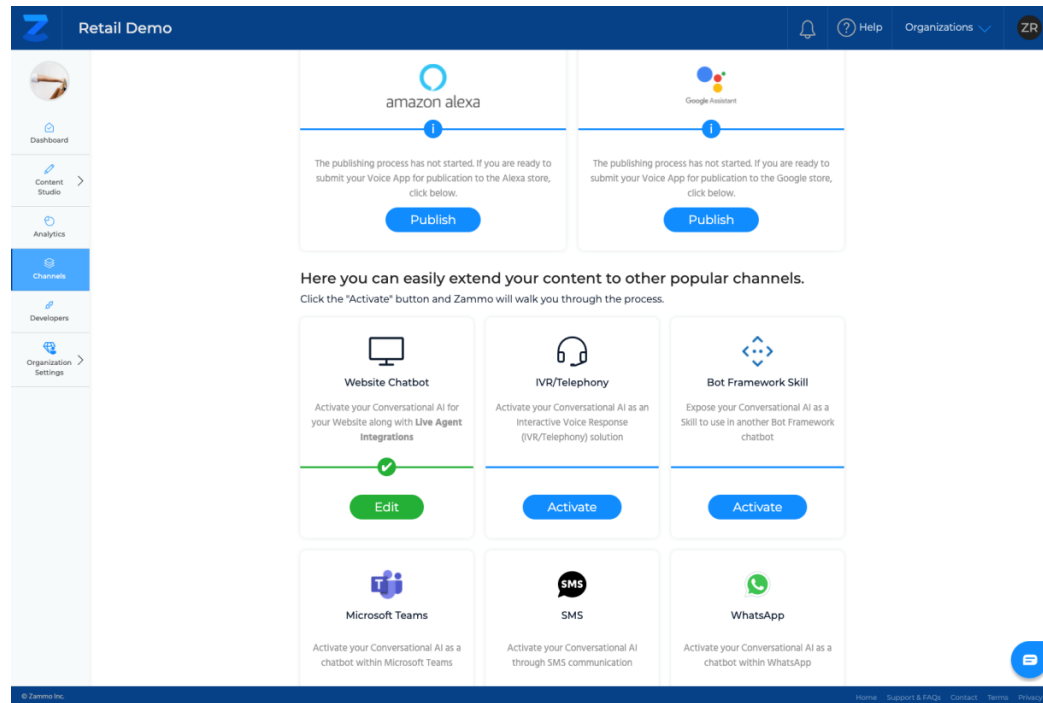 Z Retail Demo
Help
Organizations
ZR
Dashboard
Content
Studio
Analytics
Channels
Developers
Organization
Settings
amazon alexa
i
The publishing process has not started. If you are ready to
submit your Voice App for publication to the Alexa store,
click below.
Publish
Google Assistant
i
The publishing process has not started. If you are ready to
submit your Voice App for publication to the Google store,
click below.
Publish
Here you can easily extend your content to other popular channels.
Click the "Activate" button and Zammo will walk you through the process.
Website Chatbot
Activate your Conversational AI for
your Website along with Live Agent
Integrations
Edit
IVR/Telephony
Activate your Conversational AI as an
Interactive Voice Response
(IVR/Telephony) solution
Activate
Bot Framework Skill
Expose your Conversational AI as a
Skill to use in another Bot Framework
chatbot
Activate
T
Microsoft Teams
Activate your Conversational AI as a
chatbot within Microsoft Teams
SMS
SMS
Activate your Conversational AI
through SMS communication
WhatsApp
Activate your Conversational AI as a
chatbot within WhatsApp
© Zammo Inc.
Home Support & FAQs Contact Terms Privacy